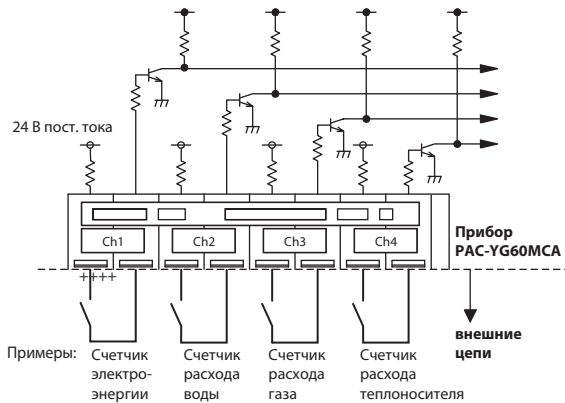 24 В пост. тока
Ch1 Ch2 Ch3 Ch4
Прибор
PAC-YG60MCA
++++
внешние
цепи
Примеры: Счетчик Счетчик Счетчик Счетчик
электро- расхода расхода расхода
энергии воды газа теплоносителя